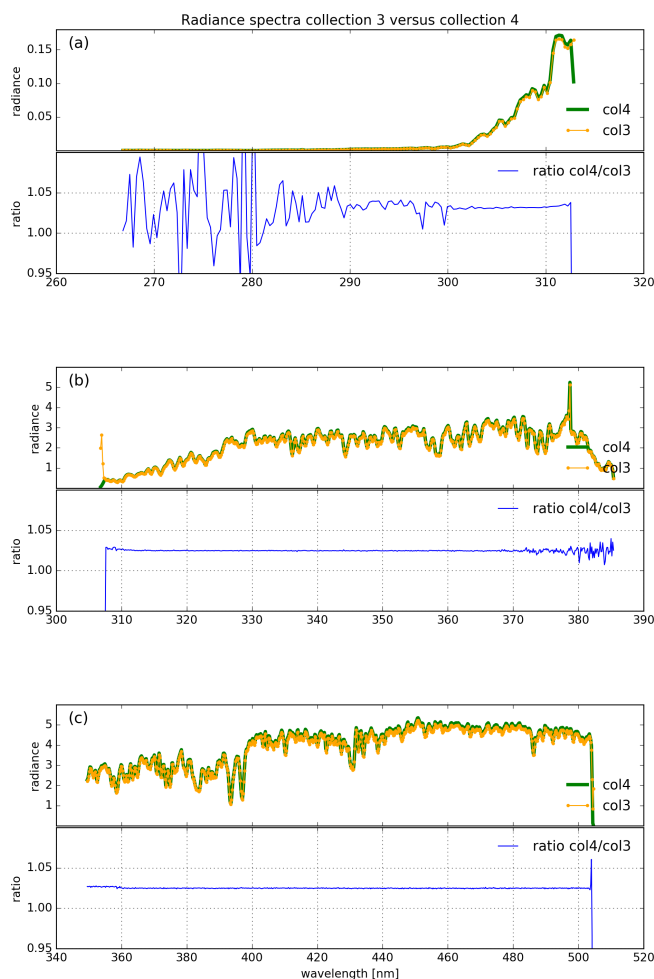 Radiance spectra collection 3 versus collection 4
(a)
radiance
0.15
0.10
0.05
col4
col3
ratio
1.05
1.00
0.95
ratio col4/col3
260 270 280 290 300 310 320
(b)
radiance
5
4
3
2
1
col4
col3
ratio
1.05
1.00
0.95
ratio col4/col3
300 310 320 330 340 350 360 370 380 390
(c)
radiance
5
4
3
2
1
col4
col3
ratio
1.05
1.00
0.95
ratio col4/col3
340 360 380 400 420 440 460 480 500 520
wavelength [nm]